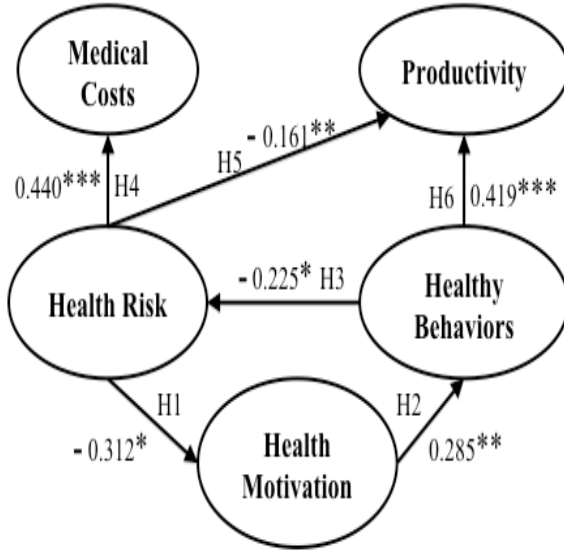 Medical
Costs
Productivity
- 0.161**
H5
0.440*** H4
H6 0.419***
- 0.225* H3
Health Risk
Healthy
Behaviors
H1
H2
- 0.312*
0.285**
Health
Motivation